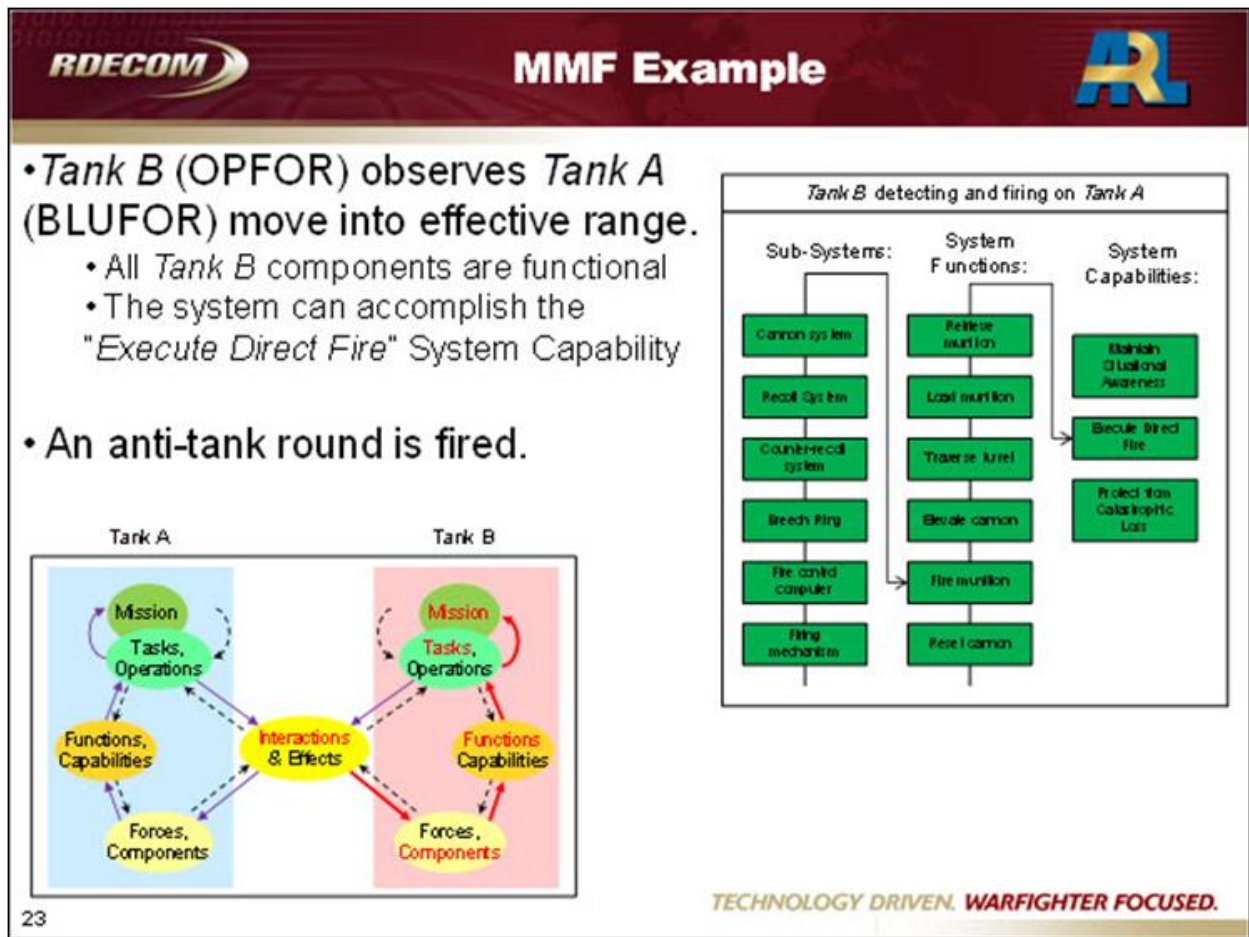 RDECOM
MMF Example
ARL
•Tank B (OPFOR) observes Tank A
(BLUFOR) move into effective range.
• All Tank B components are functional
• The system can accomplish the
"Execute Direct Fire" System Capability
• An anti-tank round is fired.
Tank A
Tank B
Mission
Tasks,
Operations
Functions,
Capabilities
Forces,
Components
Interactions
& Effects
Mission
Tasks,
Operations
Functions
Capabilities
Forces,
Components
Tank B detecting and firing on Tank A
Sub-Systems:
Cannon system
Recoil System
Counter-recoil
system
Breech Ring
Fire control
computer
Firing
mechanism
System
Functions:
Retrieve
munition
Load munition
Traverse turret
Elevate cannon
Fire munition
Reset cannon
System
Capabilities:
Maintain
Situational
Awareness
Execute Direct
Fire
Protect from
Catastrophic
Loss
TECHNOLOGY DRIVEN. WARFIGHTER FOCUSED.
23